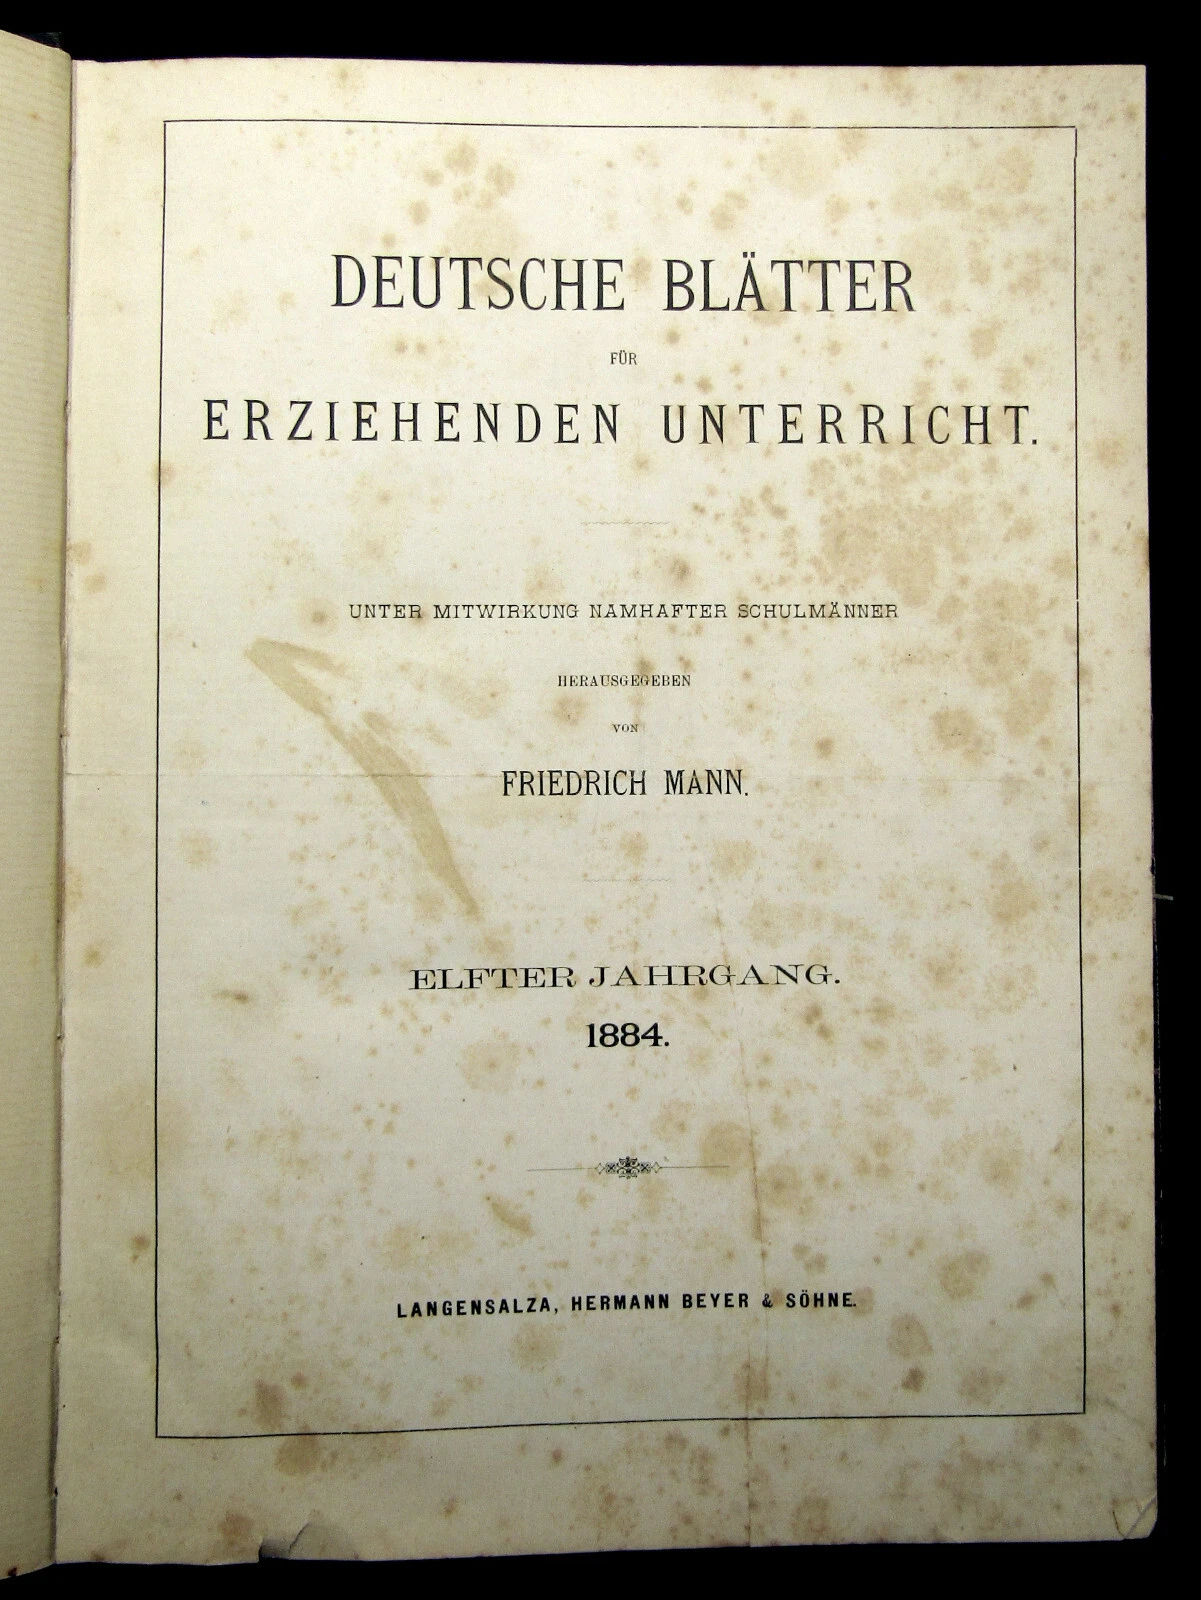 DEUTSCHE BLÄTTER
FÜR
ERZIEHENDEN UNTERRICHT.
UNTER MITWIRKUNG NAMHAFTER SCHULMÄNNER
HERAUSGEGEBEN
VON
FRIEDRICH MANN.
ELFTER JAHRGANG.
1884.
LANGENSALZA, HERMANN BEYER & SÖHNE.